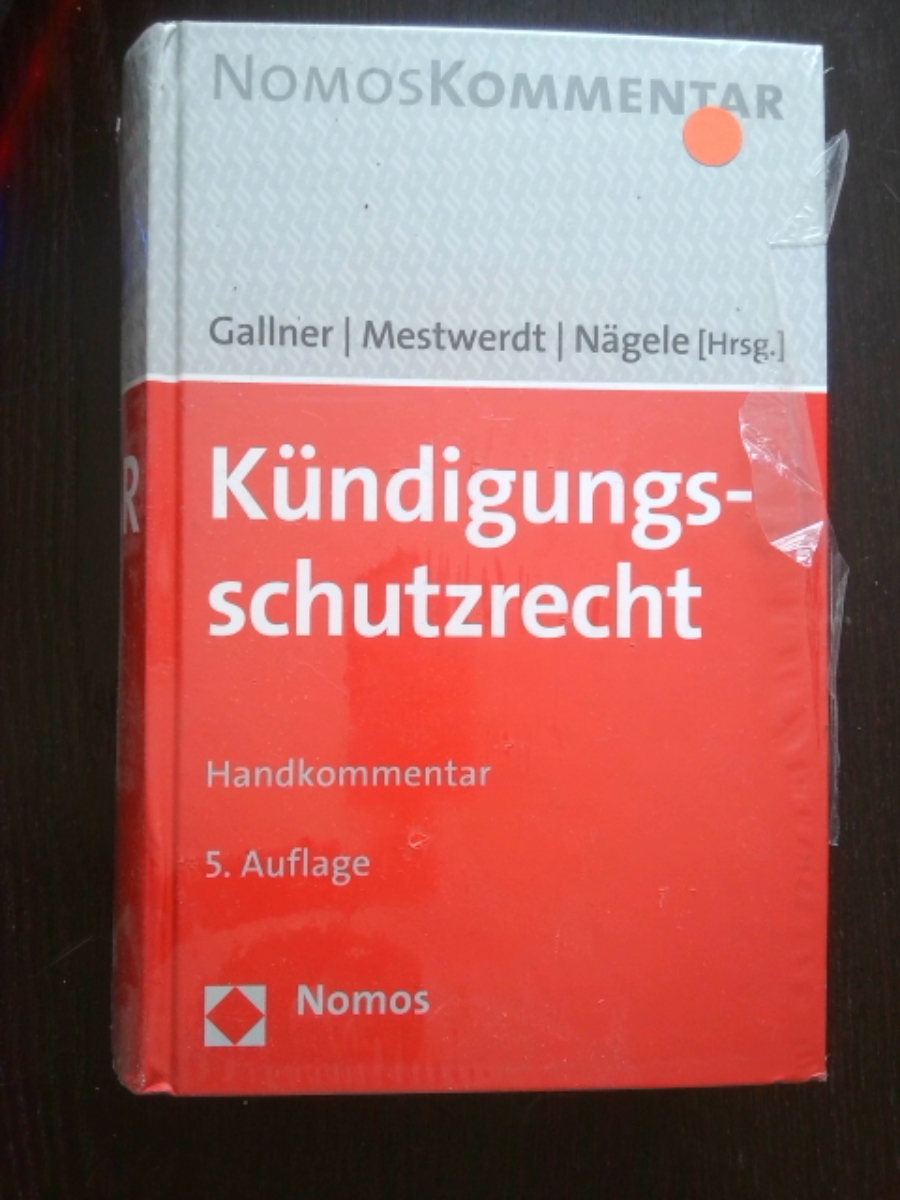 NOMOSKOMMENTAR
Gallner | Mestwerdt | Nägele [Hrsg.]
Kündigungs-
schutzrecht
Handkommentar
5. Auflage
Nomos
R